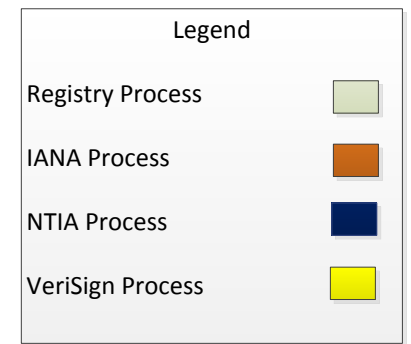 Legend
Registry Process
IANA Process
NTIA Process
VeriSign Process